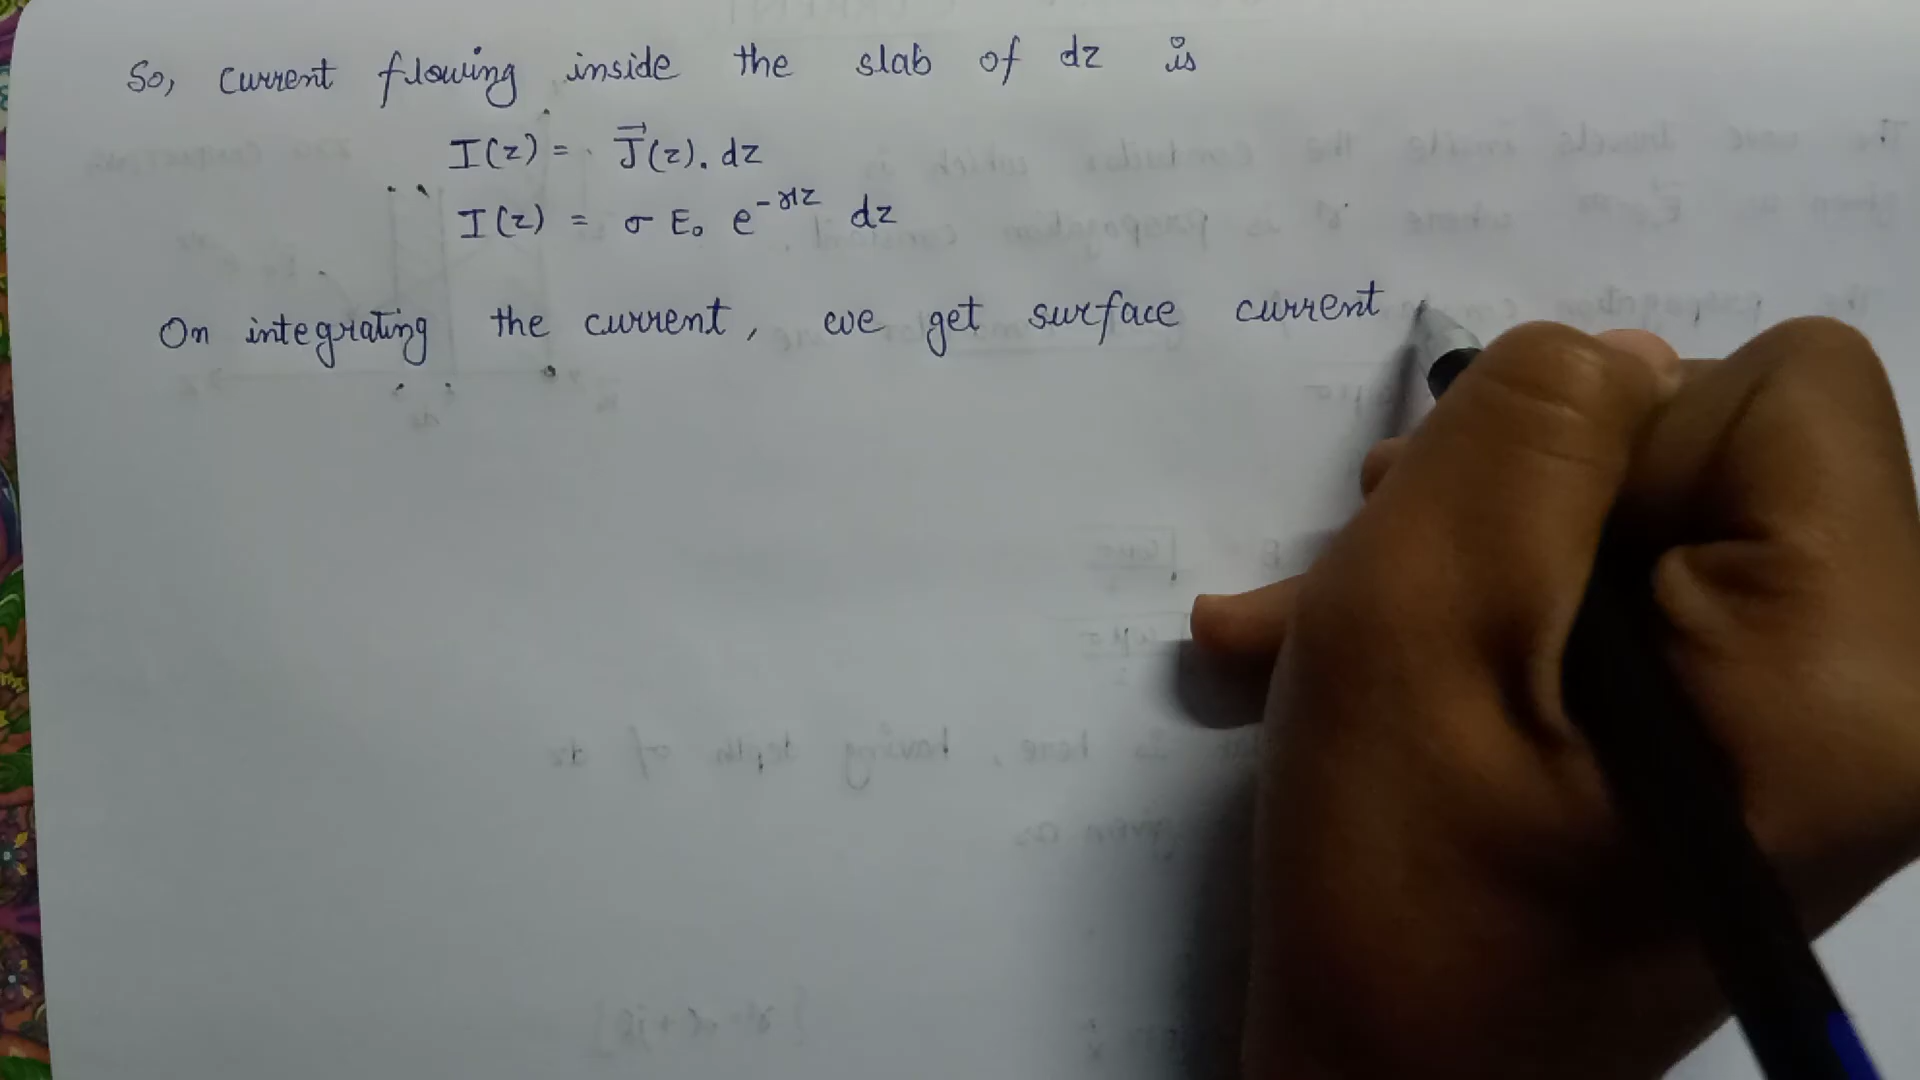 So, current flowing inside the slab of dz is
I(z) = J⃗(z). dz
I(z) = σ E₀ e^-γz dz
On integrating the current, we get surface current